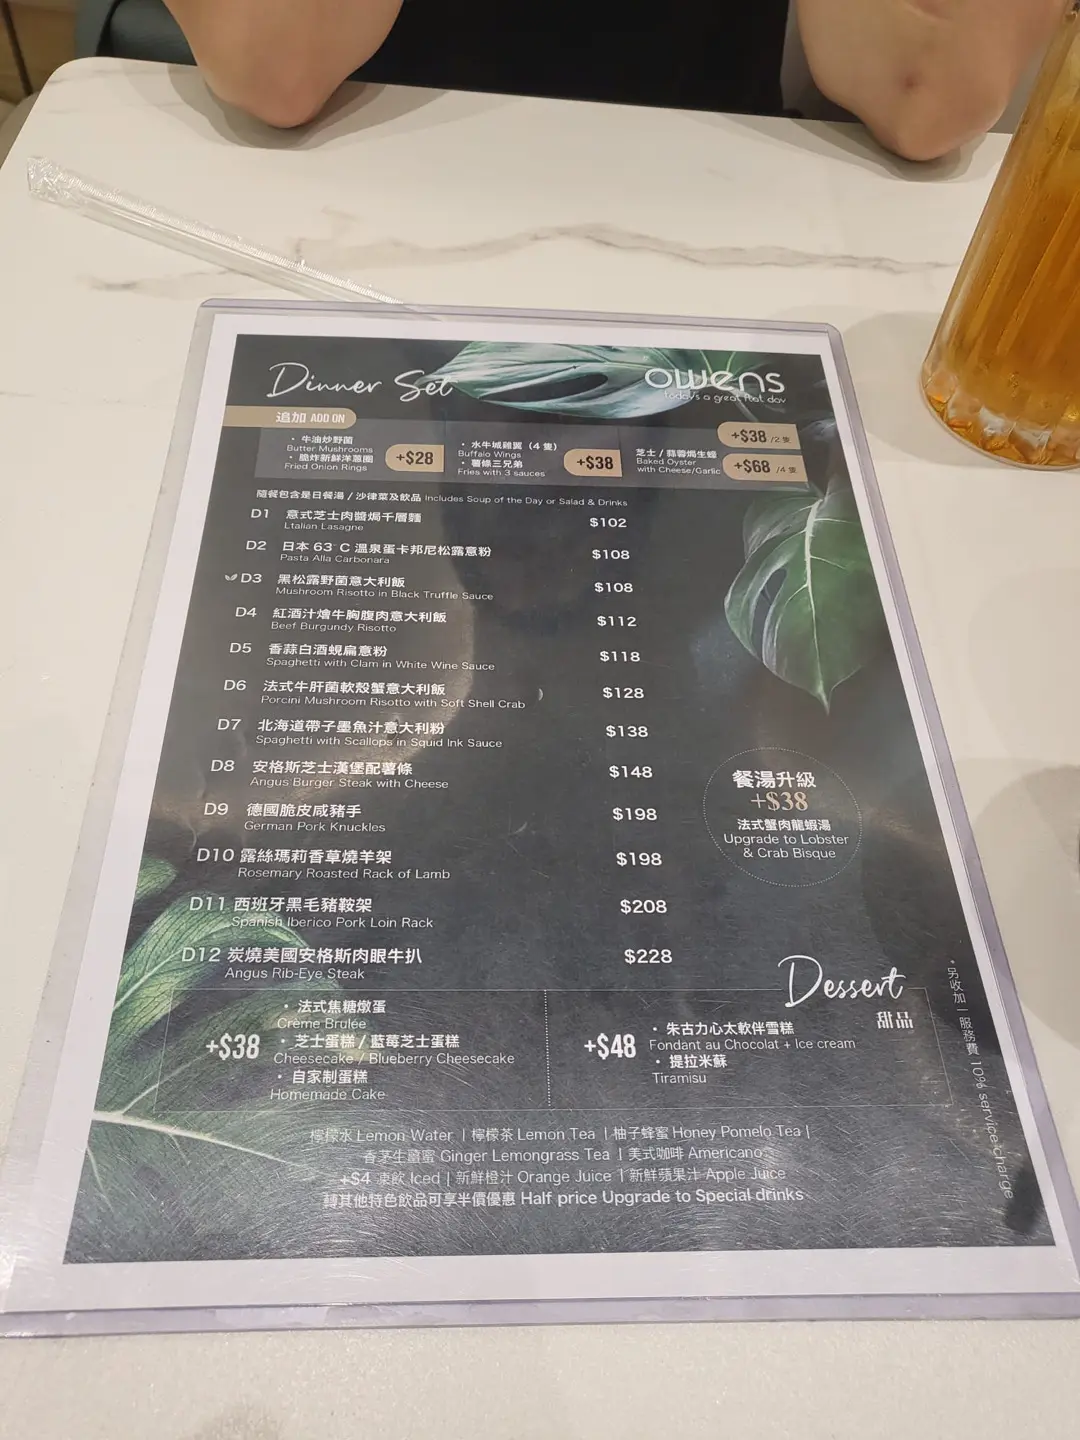 Dinner Set
owens
today's a great that day
追加 ADD ON
・牛油炒野菌
Butter Mushrooms
・脆炸新鮮洋蔥圈
Fried Onion Rings
+$28
・水牛城雞翼（4 隻）
Buffalo Wings
・薯條三兄弟
Fries with 3 sauces
+$38
芝士 / 蒜蓉焗生蠔
Baked Oyster
with Cheese/Garlic
+$38 /2 隻
+$68 /4 隻
隨餐包含是日餐湯 / 沙律菜及飲品 Includes Soup of the Day or Salad & Drinks
D1 意式芝士肉醬焗千層麵 $102
Ltalian Lasagne
D2 日本 63°C 溫泉蛋卡邦尼松露意粉 $108
Pasta Alla Carbonara
D3 黑松露野菌意大利飯 $108
Mushroom Risotto in Black Truffle Sauce
D4 紅酒汁燴牛胸腹肉意大利飯 $112
Beef Burgundy Risotto
D5 香蒜白酒蜆扁意粉 $118
Spaghetti with Clam in White Wine Sauce
D6 法式牛肝菌軟殼蟹意大利飯 $128
Porcini Mushroom Risotto with Soft Shell Crab
D7 北海道帶子墨魚汁意大利粉 $138
Spaghetti with Scallops in Squid Ink Sauce
D8 安格斯芝士漢堡配薯條 $148
Angus Burger Steak with Cheese
D9 德國脆皮咸豬手 $198
German Pork Knuckles
D10 露絲瑪莉香草燒羊架 $198
Rosemary Roasted Rack of Lamb
D11 西班牙黑毛豬鞍架 $208
Spanish Iberico Pork Loin Rack
D12 炭燒美國安格斯肉眼牛扒 $228
Angus Rib-Eye Steak
餐湯升級
+$38
法式蟹肉龍蝦湯
Upgrade to Lobster
& Crab Bisque
Dessert
甜品
+$38
・法式焦糖燉蛋
Crème Brulée
・芝士蛋糕 / 藍莓芝士蛋糕
Cheesecake / Blueberry Cheesecake
・自家制蛋糕
Homemade Cake
+$48
・朱古力心太軟伴雪糕
Fondant au Chocolat + Ice cream
・提拉米蘇
Tiramisu
檸檬水 Lemon Water | 檸檬茶 Lemon Tea | 柚子蜂蜜 Honey Pomelo Tea |
香茅生薑蜜 Ginger Lemongrass Tea | 美式咖啡 Americano
+$4 凍飲 Iced | 新鮮橙汁 Orange Juice | 新鮮蘋果汁 Apple Juice
轉其他特色飲品可享半價優惠 Half price Upgrade to Special drinks
* 另收加一服務費 10% service charge